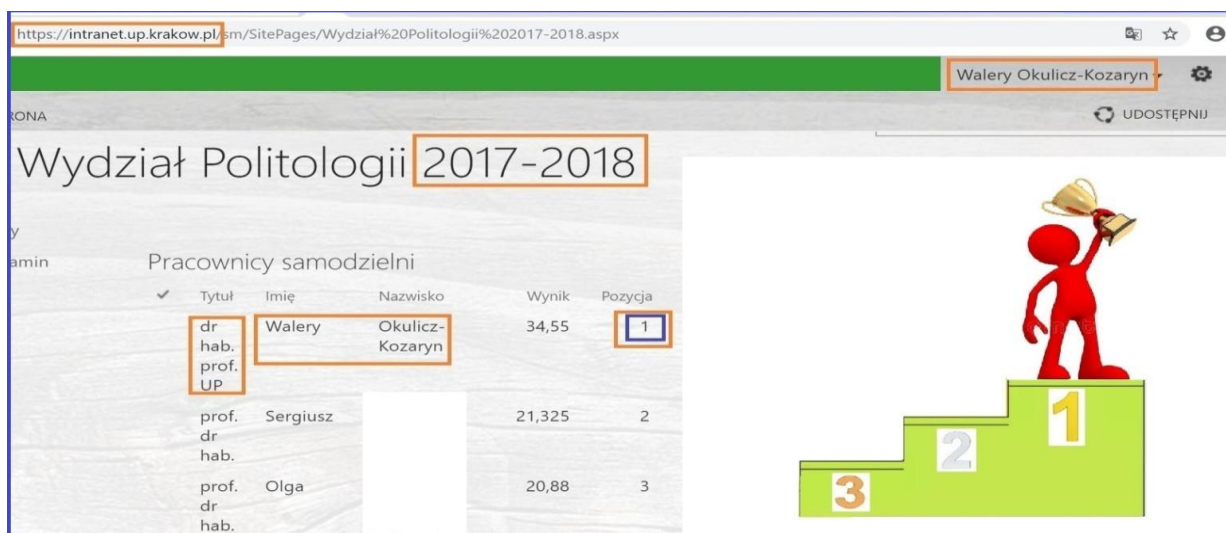 https://intranet.up.krakow.pl/sm/SitePages/Wydział%20Politologii%202017-2018.aspx
Walery Okulicz-Kozaryn
RONA
UDOSTĘPNIJ
Wydział Politologii 2017-2018
y
amin
Pracownicy samodzielni
Tytuł Imię Nazwisko Wynik Pozycja
dr Walery Okulicz- 34,55 1
hab. Kozaryn
prof.
UP
prof. Sergiusz 21,325 2
dr
hab.
prof. Olga 20,88 3
dr
hab.
1
2
3